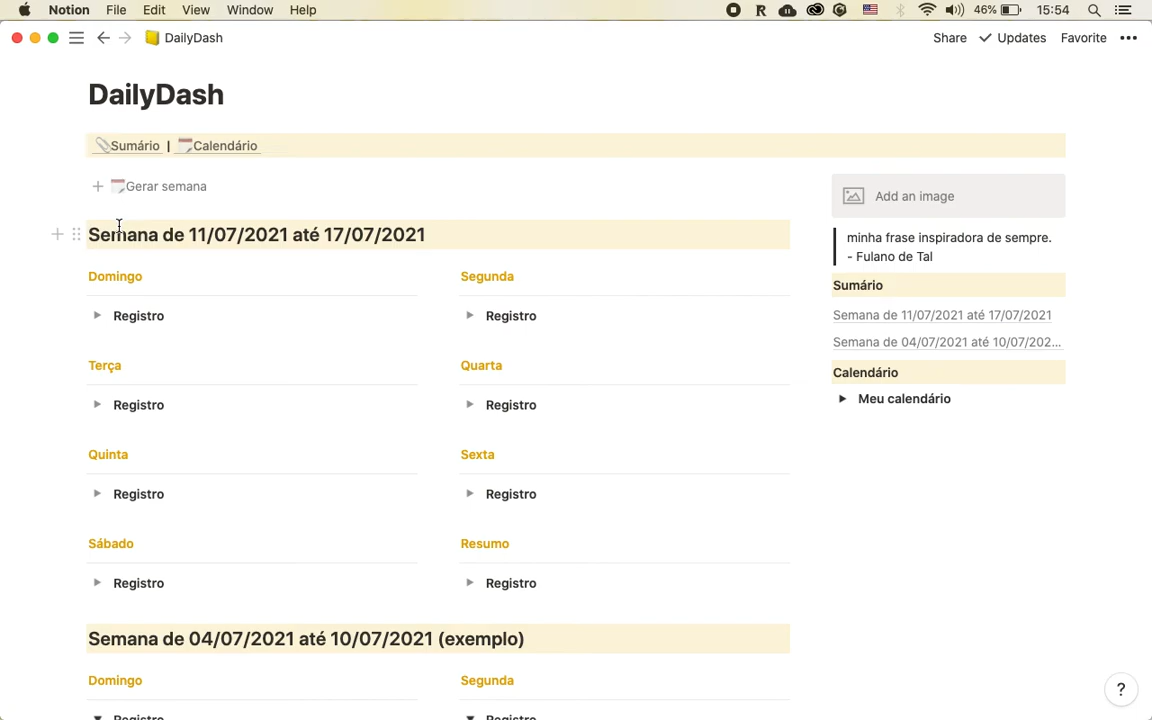 Notion File Edit View Window Help 46% 15:54
DailyDash Share Updates Favorite
DailyDash
Sumário | Calendário
+ Gerar semana
Add an image
Semana de 11/07/2021 até 17/07/2021
minha frase inspiradora de sempre.
- Fulano de Tal
Domingo Segunda
Registro Registro
Terça Quarta
Registro Registro
Quinta Sexta
Registro Registro
Sábado Resumo
Registro Registro
Semana de 04/07/2021 até 10/07/2021 (exemplo)
Domingo Segunda
Registro Registro
Sumário
Semana de 11/07/2021 até 17/07/2021
Semana de 04/07/2021 até 10/07/202...
Calendário
Meu calendário
?